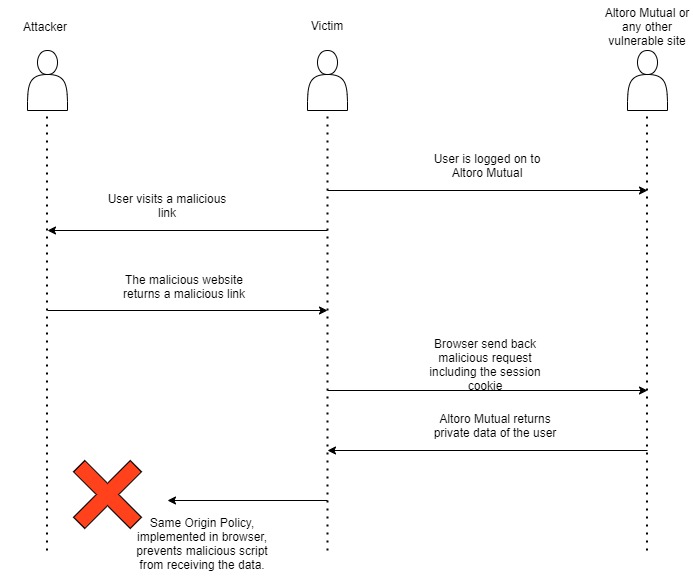 Attacker
Victim
Altoro Mutual or
any other
vulnerable site
User is logged on to
Altoro Mutual
User visits a malicious
link
The malicious website
returns a malicious link
Browser send back
malicious request
including the session
cookie
Altoro Mutual returns
private data of the user
Same Origin Policy,
implemented in browser,
prevents malicious script
from receiving the data.